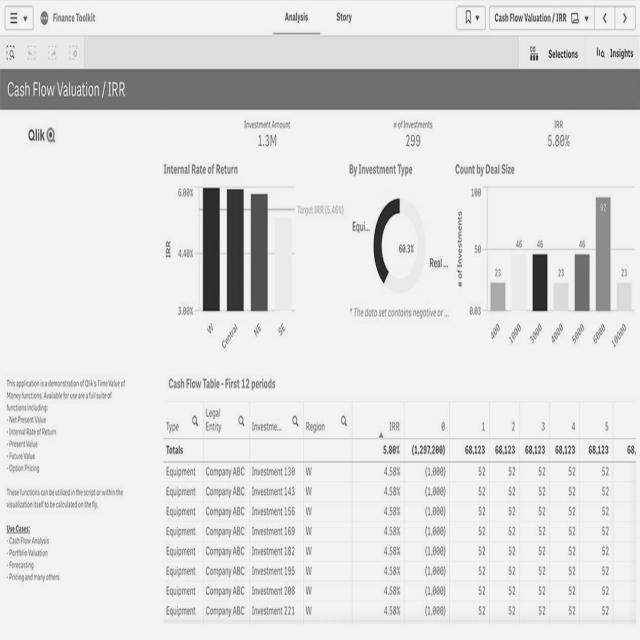 Finance Toolkit
Analysis
Story
Cash Flow Valuation / IRR
Selections
Insights
Cash Flow Valuation / IRR
Qlik
Investment Amount
1.3M
# of Investments
299
IRR
5.80%
Internal Rate of Return
6.00%
4.40%
3.00%
IRR
Target IRR (5.46%)
W
Central
NE
SE
By Investment Type
Equi...
60.3%
Real ...
* The data set contains negative or ...
Count by Deal Size
# of Investments
100
50
0.03
23
46
46
23
46
92
23
400
1000
3000
4000
5000
6000
10000
This application is a demonstration of Qlik's Time Value of
Money functions. Available for use are a full suite of
functions including:
- Net Present Value
- Internal Rate of Return
- Present Value
- Future Value
- Option Pricing
These functions can be utilized in the script or within the
visualization itself to be calculated on the fly.
Use Cases:
- Cash Flow Analysis
- Portfolio Valuation
- Forecasting
- Pricing and many others
Cash Flow Table - First 12 periods
Type Legal Entity Investme... Region IRR 0 1 2 3 4 5
Totals 5.80% (1,297,200) 68,123 68,123 68,123 68,123 68,123 68,
Equipment Company ABC Investment 130 W 4.58% (1,000) 52 52 52 52 52
Equipment Company ABC Investment 143 W 4.58% (1,000) 52 52 52 52 52
Equipment Company ABC Investment 156 W 4.58% (1,000) 52 52 52 52 52
Equipment Company ABC Investment 169 W 4.58% (1,000) 52 52 52 52 52
Equipment Company ABC Investment 182 W 4.58% (1,000) 52 52 52 52 52
Equipment Company ABC Investment 195 W 4.58% (1,000) 52 52 52 52 52
Equipment Company ABC Investment 208 W 4.58% (1,000) 52 52 52 52 52
Equipment Company ABC Investment 221 W 4.58% (1,000) 52 52 52 52 52